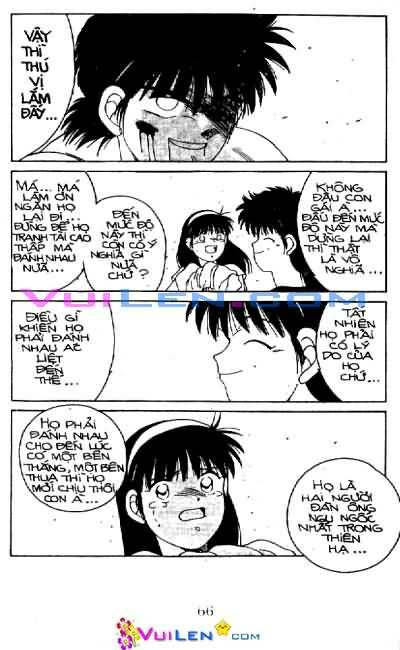 VẬY
THÌ
THÚ
VỊ
LẮM
ĐẤY...
KHÔNG
ĐÂU CON
GÁI Ạ...
ĐẤU ĐẾN MỨC
ĐỘ NÀY MÀ
DỪNG LẠI
THÌ THẬT
LÀ VÔ
NGHĨA...
ĐẾN
MỨC ĐỘ
NÀY THÌ
CÒN CÓ Ý
NGHĨA GÌ
NỮA
CHỨ?
MÁ... MÁ
LÀM ƠN
NGĂN HỌ
LẠI ĐI...
ĐỪNG ĐỂ HỌ
TRANH TÀI CAO
THẤP MÀ
ĐÁNH NHAU
NỮA...
VUILEN.COM
TẤT
NHIÊN
HỌ PHẢI
CÓ LÝ
DO CỦA
HỌ
CHỨ...
ĐIỀU GÌ
KHIẾN HỌ
PHẢI ĐÁNH
NHAU ÁC
LIỆT
ĐẾN
THẾ...
HỌ PHẢI
ĐÁNH NHAU
CHO ĐẾN LÚC
CÓ MỘT BÊN
THẮNG, MỘT BÊN
THUA THÌ HỌ
MỚI CHỊU THÔI
CON Ạ...
HỌ LÀ
HAI NGƯỜI
ĐÀN ÔNG
NGU NGỐC
NHẤT TRONG
THIÊN
HẠ...
66
VUILEN.COM